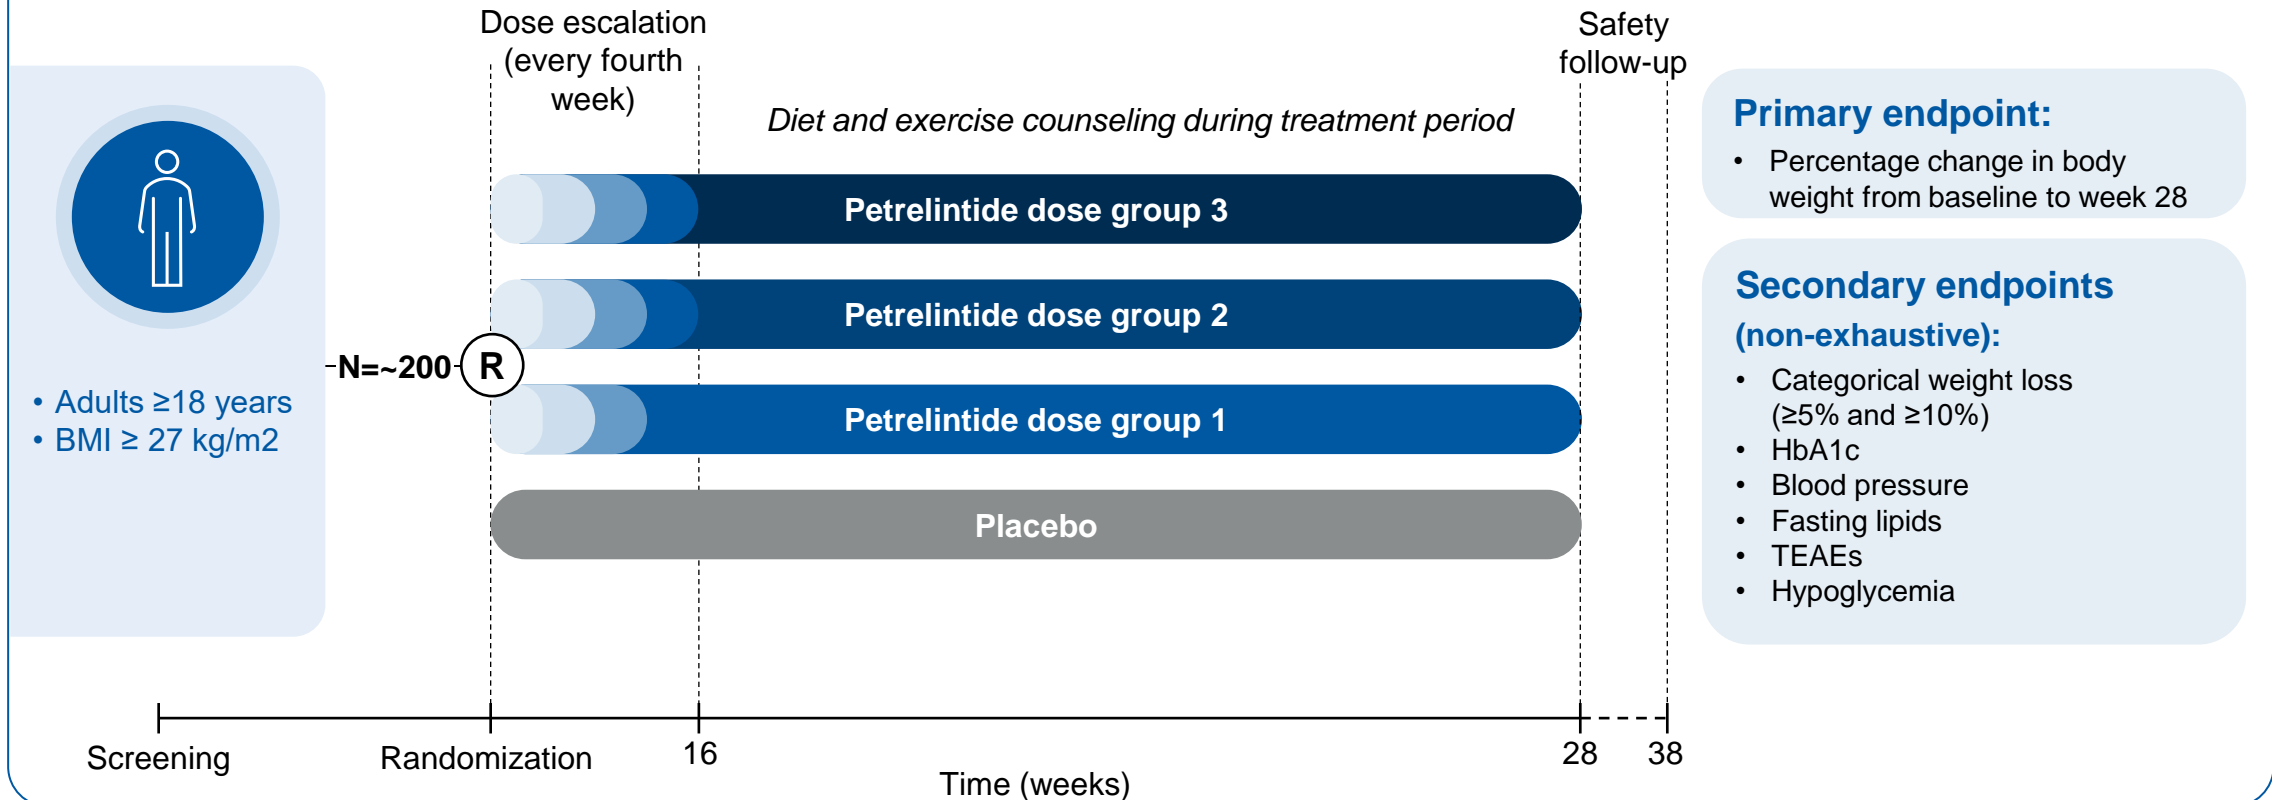 Dose escalation
(every fourth
week)
Safety
follow-up
Diet and exercise counseling during treatment period
• Adults ≥18 years
• BMI ≥ 27 kg/m2
N=~200
R
Petrelintide dose group 3
Petrelintide dose group 2
Petrelintide dose group 1
Placebo
Primary endpoint:
• Percentage change in body
weight from baseline to week 28
Secondary endpoints
(non-exhaustive):
• Categorical weight loss
(≥5% and ≥10%)
• HbA1c
• Blood pressure
• Fasting lipids
• TEAEs
• Hypoglycemia
Screening
Randomization
16
28
38
Time (weeks)